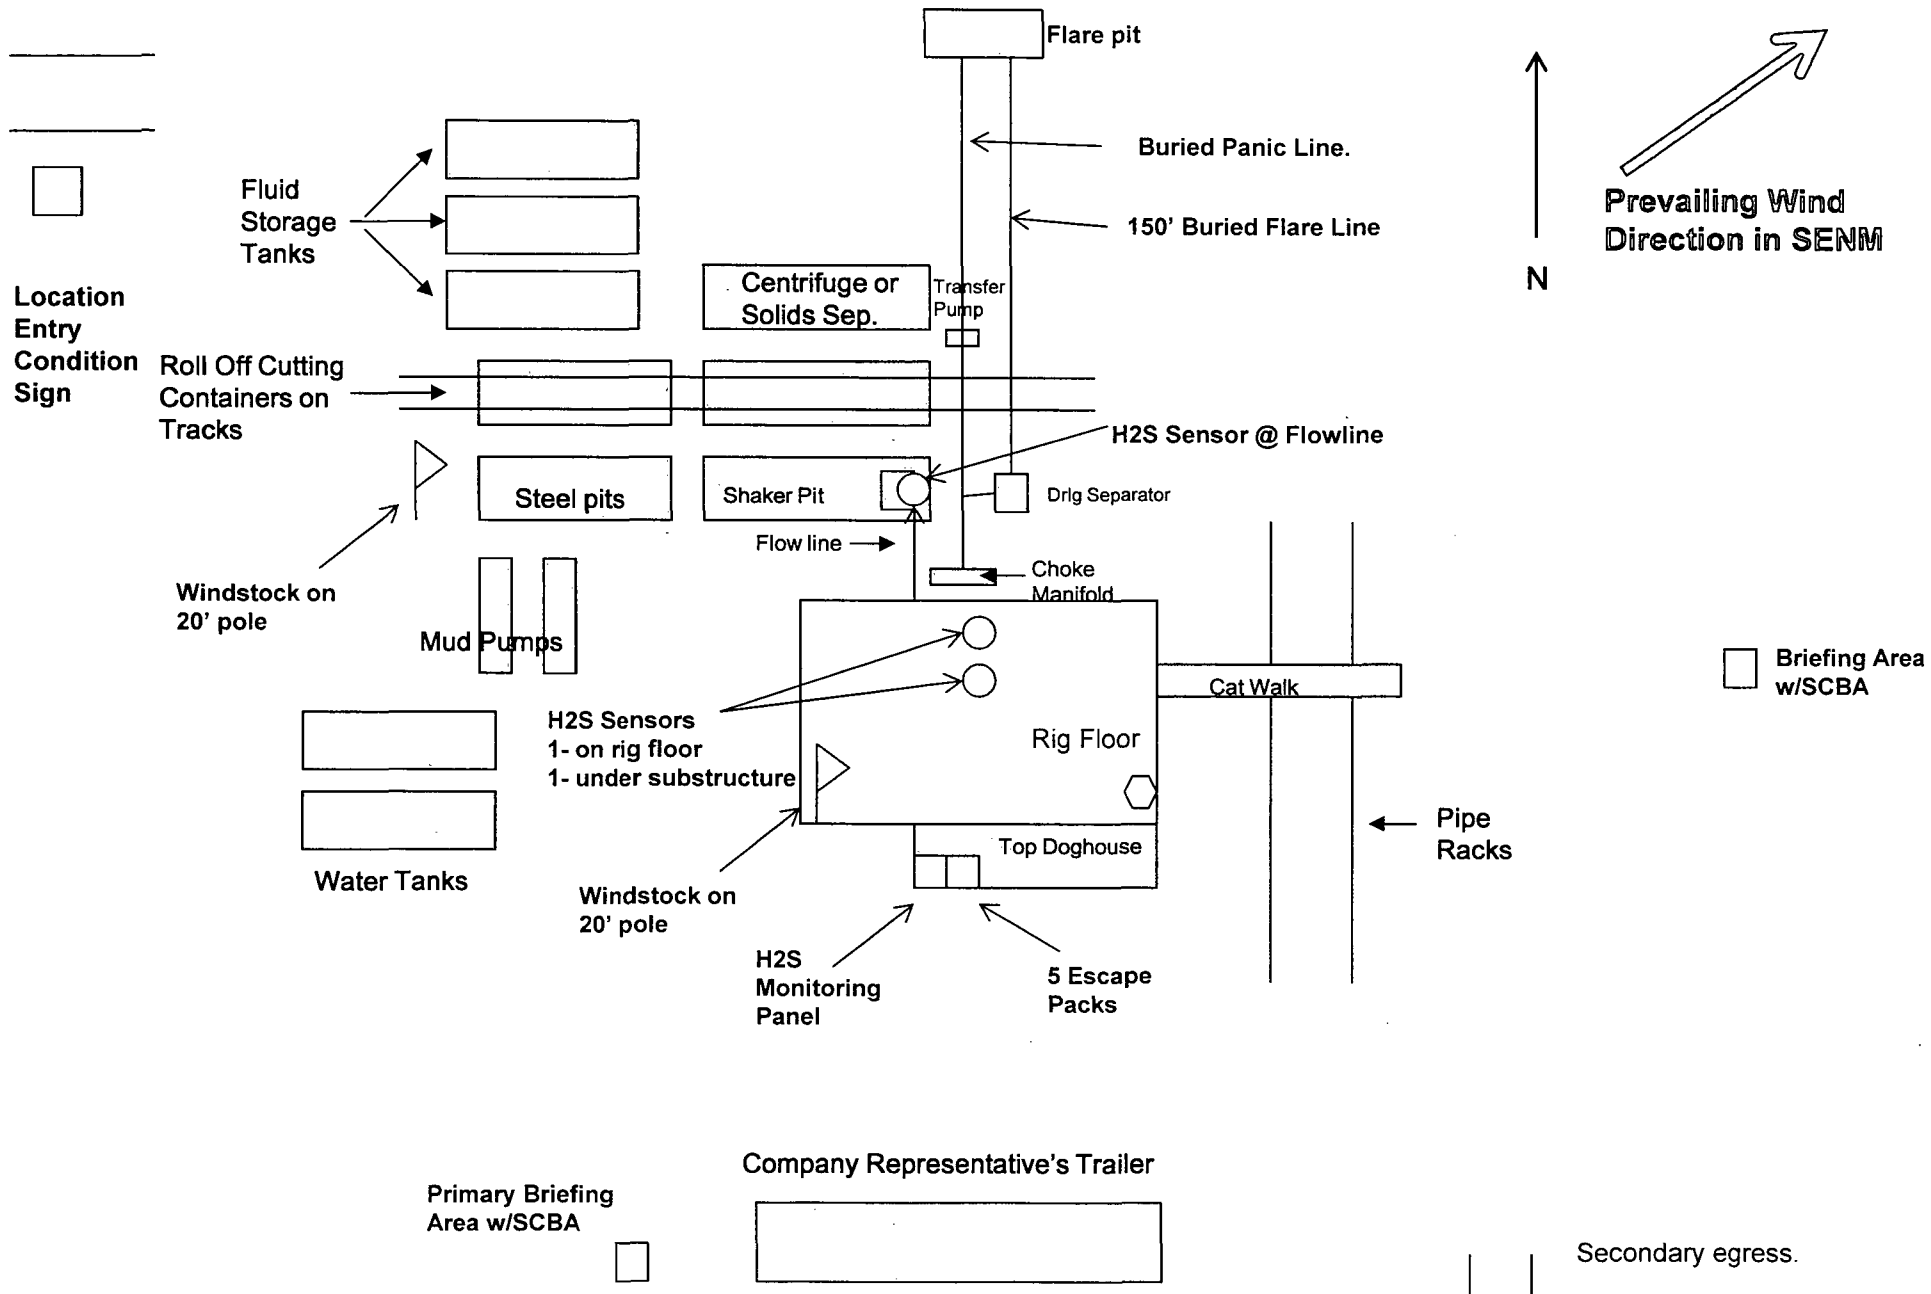 Flare pit
Buried Panic Line.
150' Buried Flare Line
N
Prevailing Wind
Direction in SENM
Fluid
Storage
Tanks
Location
Entry
Condition
Sign
Roll Off Cutting
Containers on
Tracks
Centrifuge or
Solids Sep.
Transfer
Pump
H2S Sensor @ Flowline
Steel pits
Shaker Pit
Drlg Separator
Flow line
Choke
Manifold
Windstock on
20' pole
Mud Pumps
H2S Sensors
1- on rig floor
1- under substructure
Cat Walk
Rig Floor
Briefing Area
w/SCBA
Pipe
Racks
Top Doghouse
Water Tanks
Windstock on
20' pole
H2S
Monitoring
Panel
5 Escape
Packs
Company Representative's Trailer
Primary Briefing
Area w/SCBA
Secondary egress.